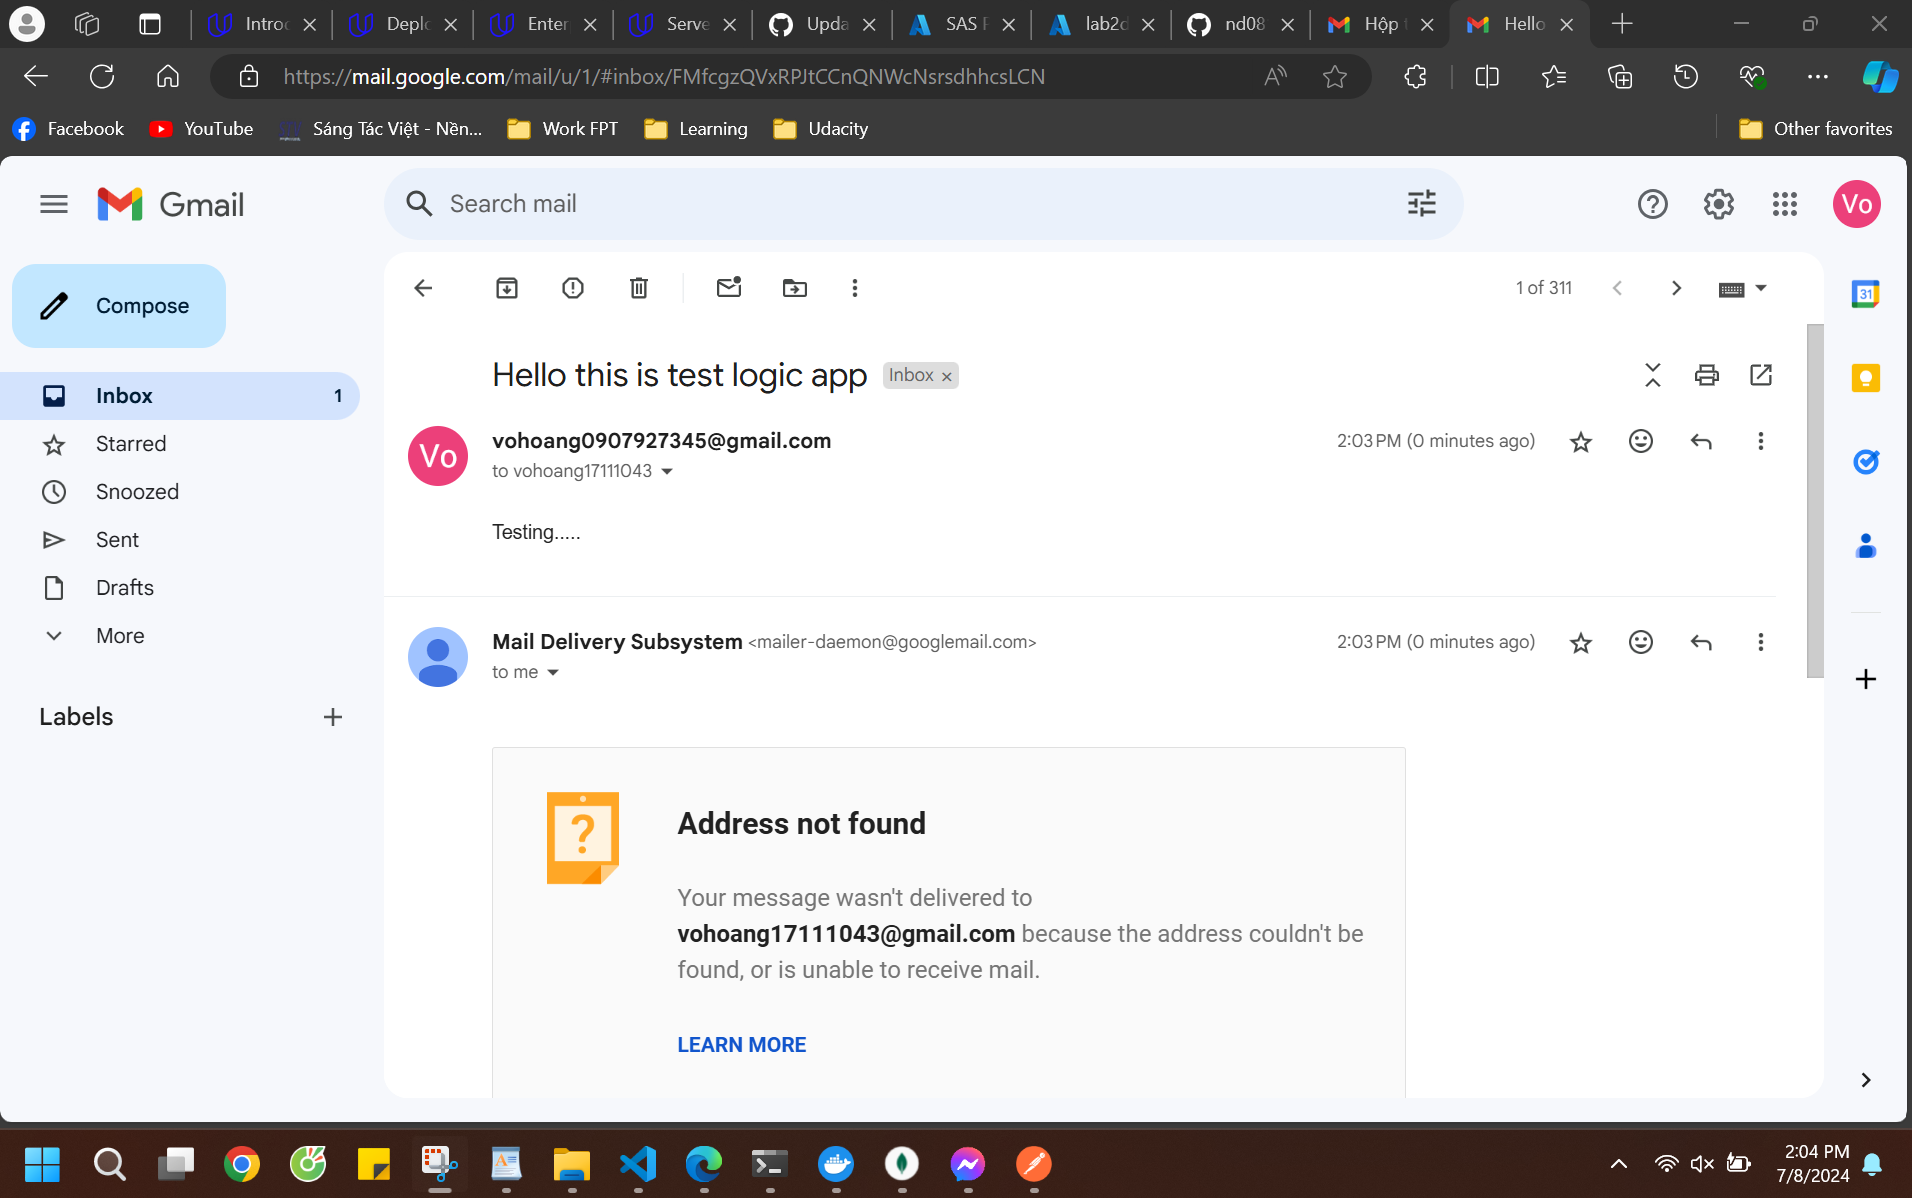 Introd
Deplo
Enter
Serve
Upda
SAS P
lab2d
nd08
Hộp t
Hello
https://mail.google.com/mail/u/1/#inbox/FMfcgzQVxRPJtCCnQNWcNsrsdhhcsLCN
Facebook
YouTube
Sáng Tác Việt - Nền...
Work FPT
Learning
Udacity
Other favorites
Gmail
Search mail
Vo
Compose
1 of 311
31
Inbox 1
Starred
Snoozed
Sent
Drafts
More
Labels
Hello this is test logic app
Inbox ×
Vo
vohoang0907927345@gmail.com
2:03 PM (0 minutes ago)
to vohoang17111043
Testing.....
Mail Delivery Subsystem <mailer-daemon@googlemail.com>
2:03 PM (0 minutes ago)
to me
?
Address not found
Your message wasn't delivered to
vohoang17111043@gmail.com because the address couldn't be
found, or is unable to receive mail.
LEARN MORE
2:04 PM
7/8/2024